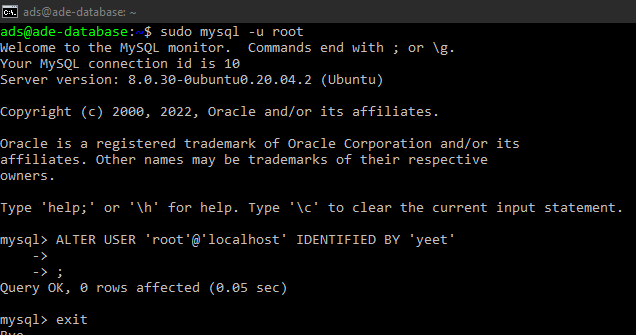 C:\.
ads@ade-database: ~
ads@ade-database:~$ sudo mysql -u root
Welcome to the MySQL monitor.  Commands end with ; or \g.
Your MySQL connection id is 10
Server version: 8.0.30-0ubuntu0.20.04.2 (Ubuntu)
Copyright (c) 2000, 2022, Oracle and/or its affiliates.
Oracle is a registered trademark of Oracle Corporation and/or its
affiliates. Other names may be trademarks of their respective
owners.
Type 'help;' or '\h' for help. Type '\c' to clear the current input statement.
mysql> ALTER USER 'root'@'localhost' IDENTIFIED BY 'yeet'
    ->
    -> ;
Query OK, 0 rows affected (0.05 sec)
mysql> exit
Bye